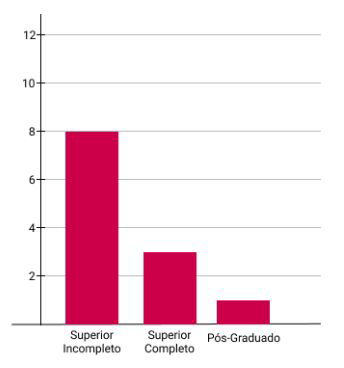 12
10
8
6
4
2
Superior
Incompleto
Superior
Completo
Pós-Graduado